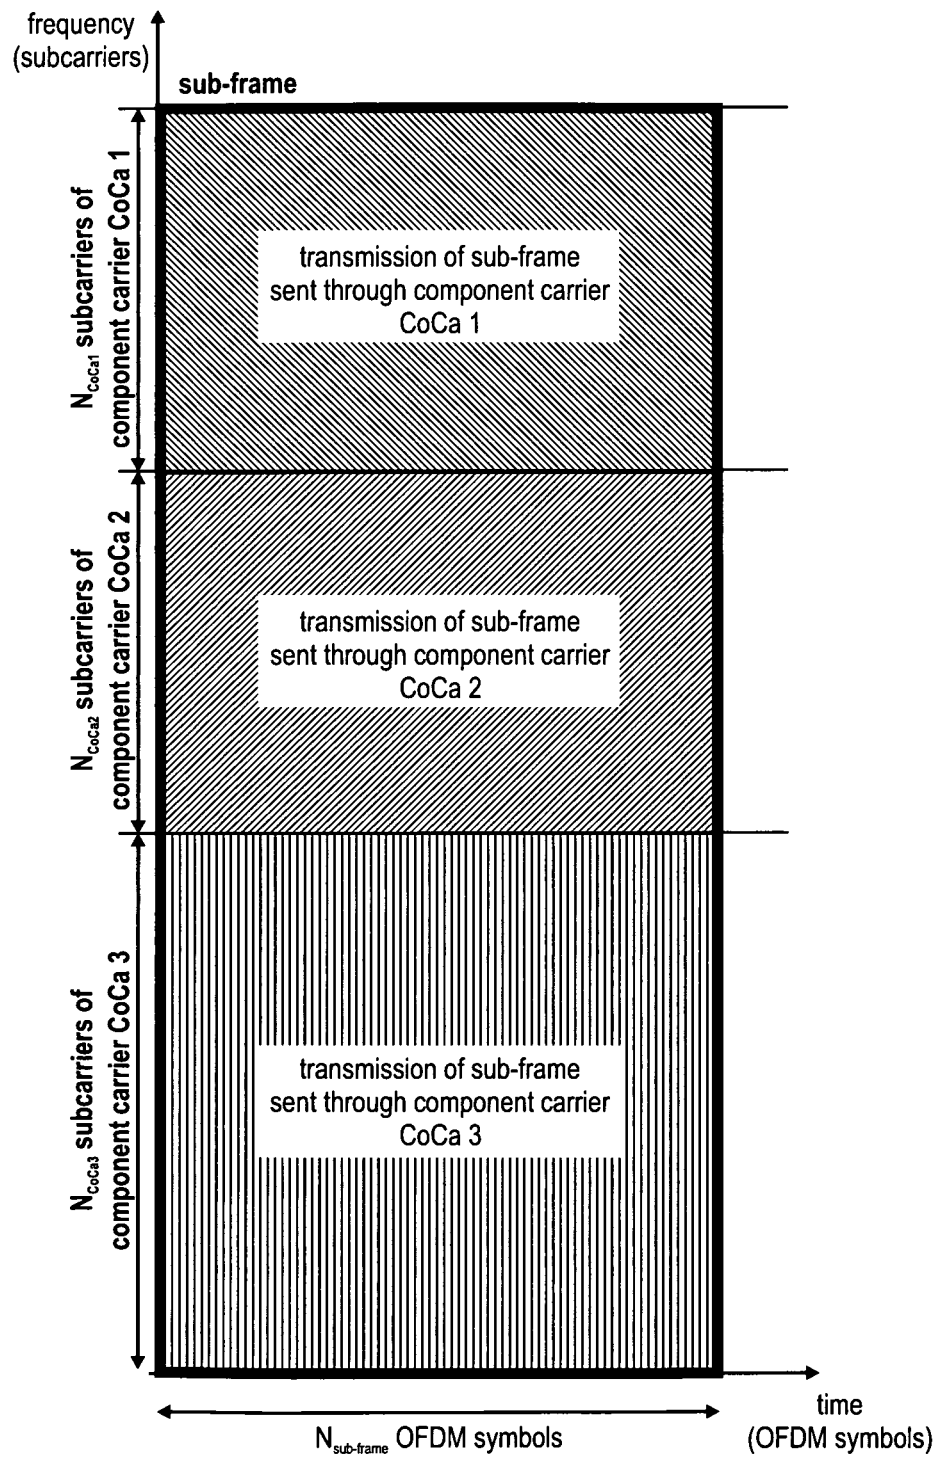 frequency
(subcarriers)
sub-frame
N_CoCa1 subcarriers of
component carrier CoCa 1
transmission of sub-frame
sent through component carrier
CoCa 1
N_CoCa2 subcarriers of
component carrier CoCa 2
transmission of sub-frame
sent through component carrier
CoCa 2
N_CoCa3 subcarriers of
component carrier CoCa 3
transmission of sub-frame
sent through component carrier
CoCa 3
time
(OFDM symbols)
N_sub-frame OFDM symbols